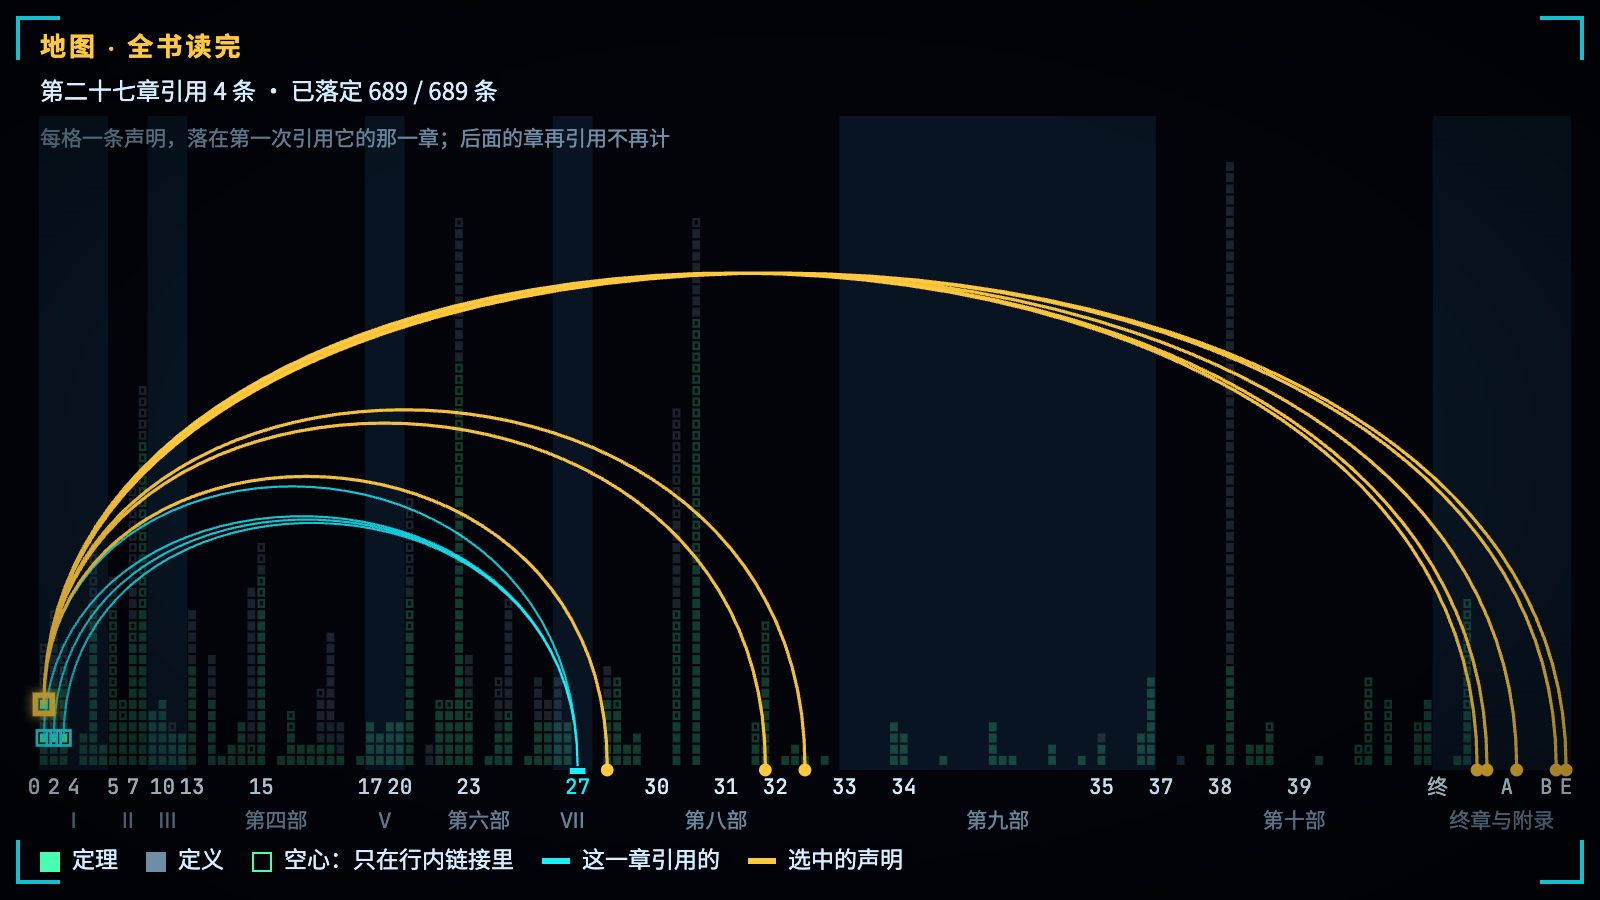 地图 · 全书读完
第二十七章引用 4 条 · 已落定 689 / 689 条
每格一条声明，落在第一次引用它的那一章；后面的章再引用不再计
0 2 4 5 7 10 13 15 17 20 23 27 30 31 32 33 34 35 37 38 39 终 A B E
I II III 第四部 V 第六部 VII 第八部 第九部 第十部 终章与附录
定理 定义 空心：只在行内链接里 这一章引用的 选中的声明